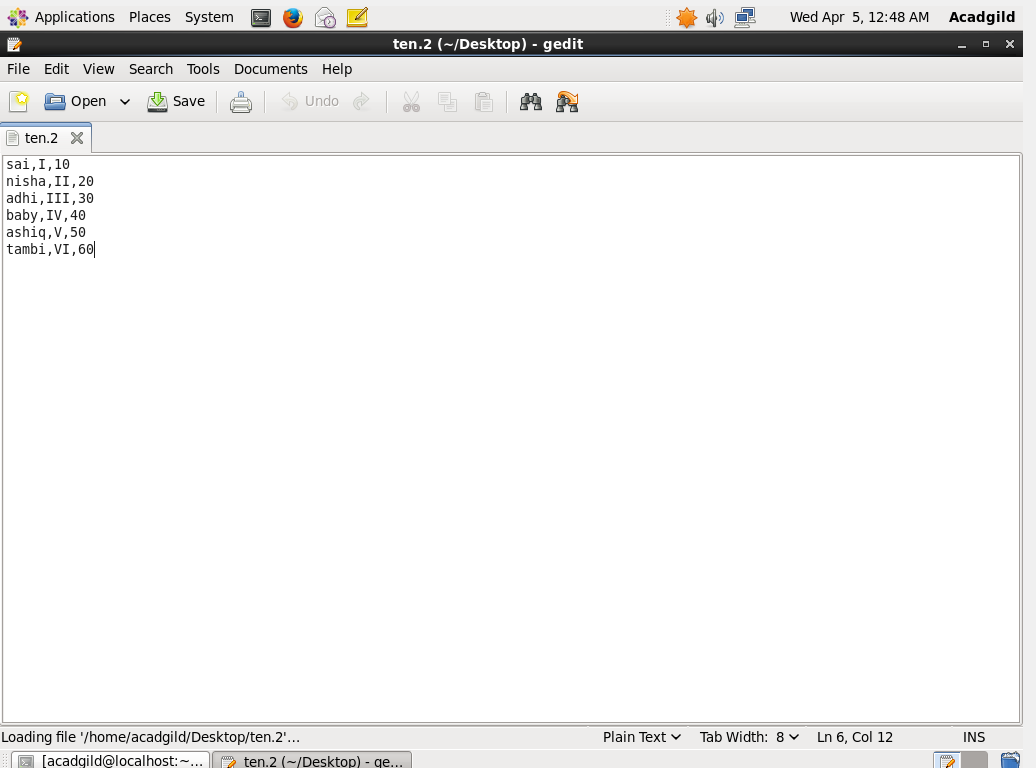 Applications Places System Wed Apr 5, 12:48 AM Acadgild
ten.2 (~/Desktop) - gedit
File Edit View Search Tools Documents Help
Open Save Undo
ten.2
sai,I,10
nisha,II,20
adhi,III,30
baby,IV,40
ashiq,V,50
tambi,VI,60
Loading file '/home/acadgild/Desktop/ten.2'...
Plain Text Tab Width: 8 Ln 6, Col 12 INS
[acadgild@localhost:~... ten.2 (~/Desktop) - ge...